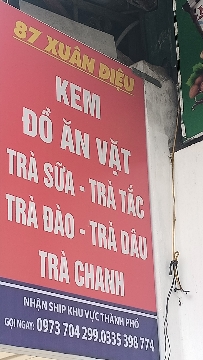 87 XUÂN DIỆU
KEM
ĐỒ ĂN VẶT
TRÀ SỮA - TRÀ TẮC
TRÀ ĐÀO - TRÀ DÂU
TRÀ CHANH
NHẬN SHIP KHU VỰC THÀNH PHỐ
GỌI NGAY: 0973 704 299.0335 398 774